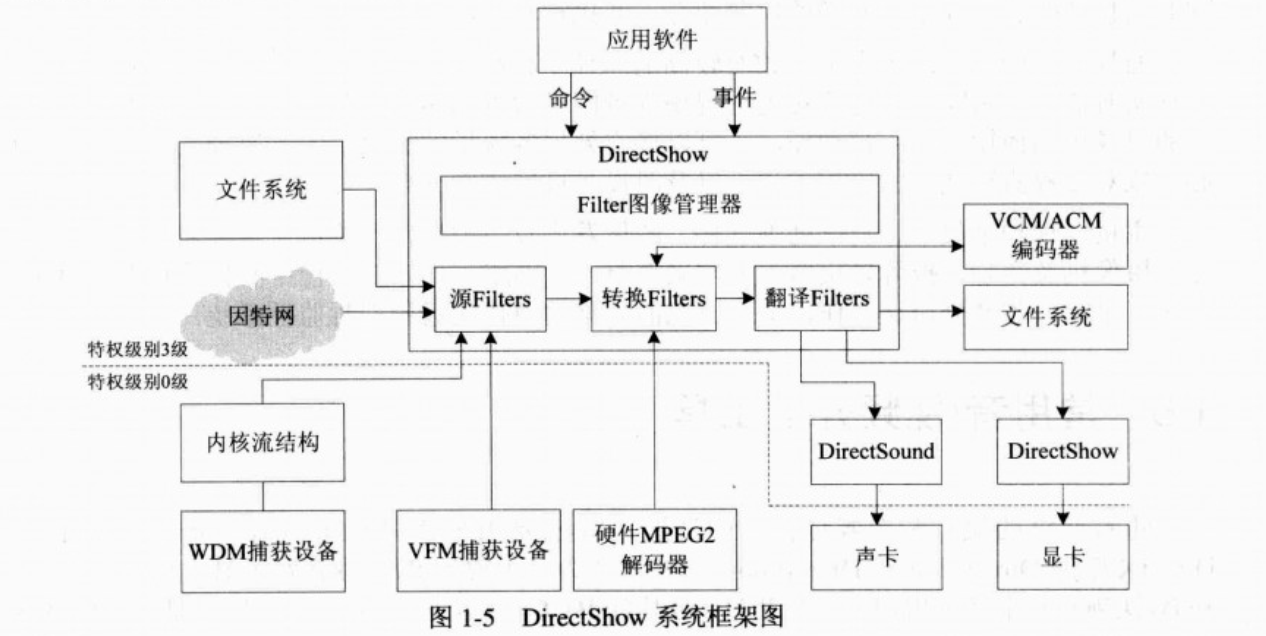 应用软件
命令
事件
DirectShow
文件系统
Filter图像管理器
VCM/ACM
编码器
源Filters
转换Filters
翻译Filters
因特网
文件系统
特权级别3级
特权级别0级
内核流结构
DirectSound
DirectShow
WDM捕获设备
VFM捕获设备
硬件MPEG2
解码器
声卡
显卡
图 1-5 DirectShow 系统框架图